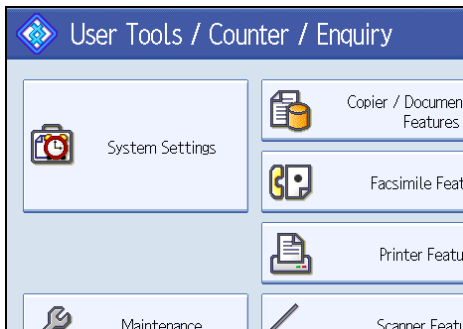 User Tools / Counter / Enquiry
System Settings
Copier / Documen
Features
Facsimile Feat
Printer Featu
Maintenance
Scanner Featu